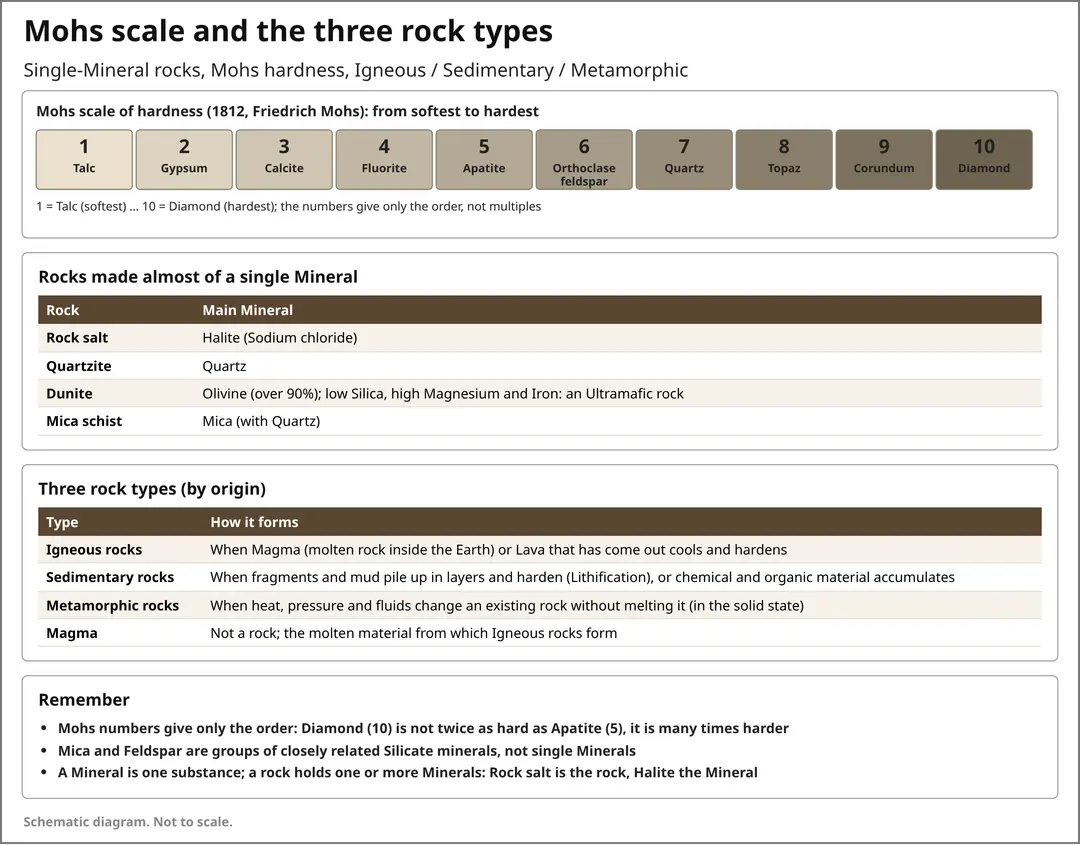 Mohs scale and the three rock types
Single-Mineral rocks, Mohs hardness, Igneous / Sedimentary / Metamorphic
Mohs scale of hardness (1812, Friedrich Mohs): from softest to hardest
1 2 3 4 5 6 7 8 9 10
Talc Gypsum Calcite Fluorite Apatite Orthoclase Quartz Topaz Corundum Diamond
feldspar
1 = Talc (softest) ... 10 = Diamond (hardest); the numbers give only the order, not multiples
Rocks made almost of a single Mineral
Rock Main Mineral
Rock salt Halite (Sodium chloride)
Quartzite Quartz
Dunite Olivine (over 90%); low Silica, high Magnesium and Iron: an Ultramafic rock
Mica schist Mica (with Quartz)
Three rock types (by origin)
Type How it forms
Igneous rocks When Magma (molten rock inside the Earth) or Lava that has come out cools and hardens
Sedimentary rocks When fragments and mud pile up in layers and harden (Lithification), or chemical and organic material accumulates
Metamorphic rocks When heat, pressure and fluids change an existing rock without melting it (in the solid state)
Magma Not a rock; the molten material from which Igneous rocks form
Remember
• Mohs numbers give only the order: Diamond (10) is not twice as hard as Apatite (5), it is many times harder
• Mica and Feldspar are groups of closely related Silicate minerals, not single Minerals
• A Mineral is one substance; a rock holds one or more Minerals: Rock salt is the rock, Halite the Mineral
Schematic diagram. Not to scale.